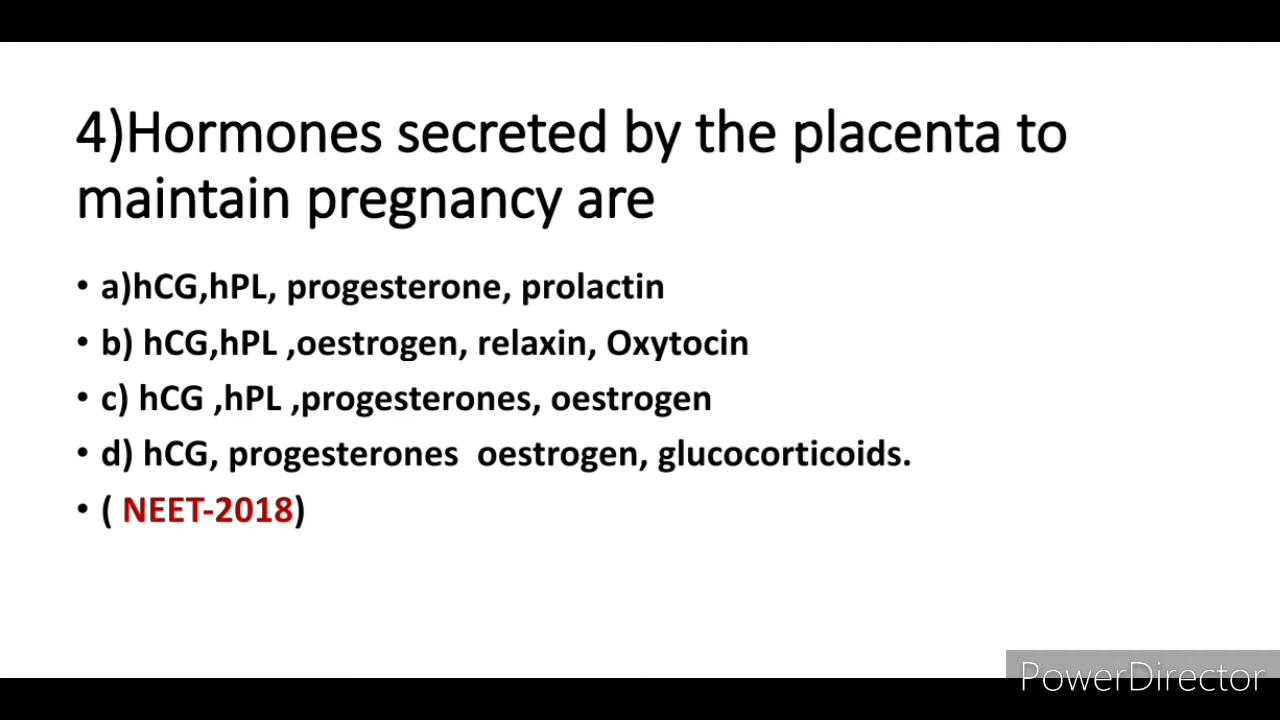 4)Hormones secreted by the placenta to
maintain pregnancy are
• a)hCG,hPL, progesterone, prolactin
• b) hCG,hPL ,oestrogen, relaxin, Oxytocin
• c) hCG ,hPL ,progesterones, oestrogen
• d) hCG, progesterones  oestrogen, glucocorticoids.
• ( NEET-2018)
PowerDirector